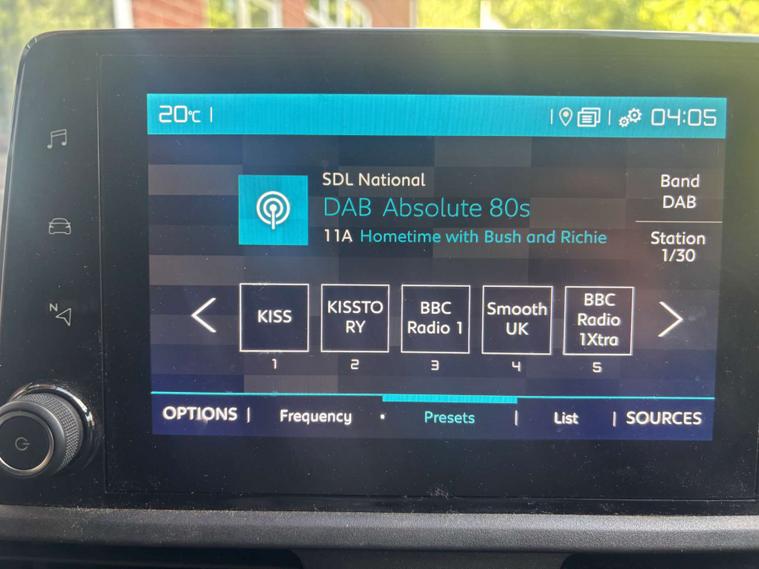 20°C |
| | 04:05
SDL National
DAB Absolute 80s
11A Hometime with Bush and Richie
Band
DAB
Station
1/30
KISS
KISSTO
RY
BBC
Radio 1
Smooth
UK
BBC
Radio
1Xtra
1
2
3
4
5
OPTIONS | Frequency Presets | List | SOURCES
N